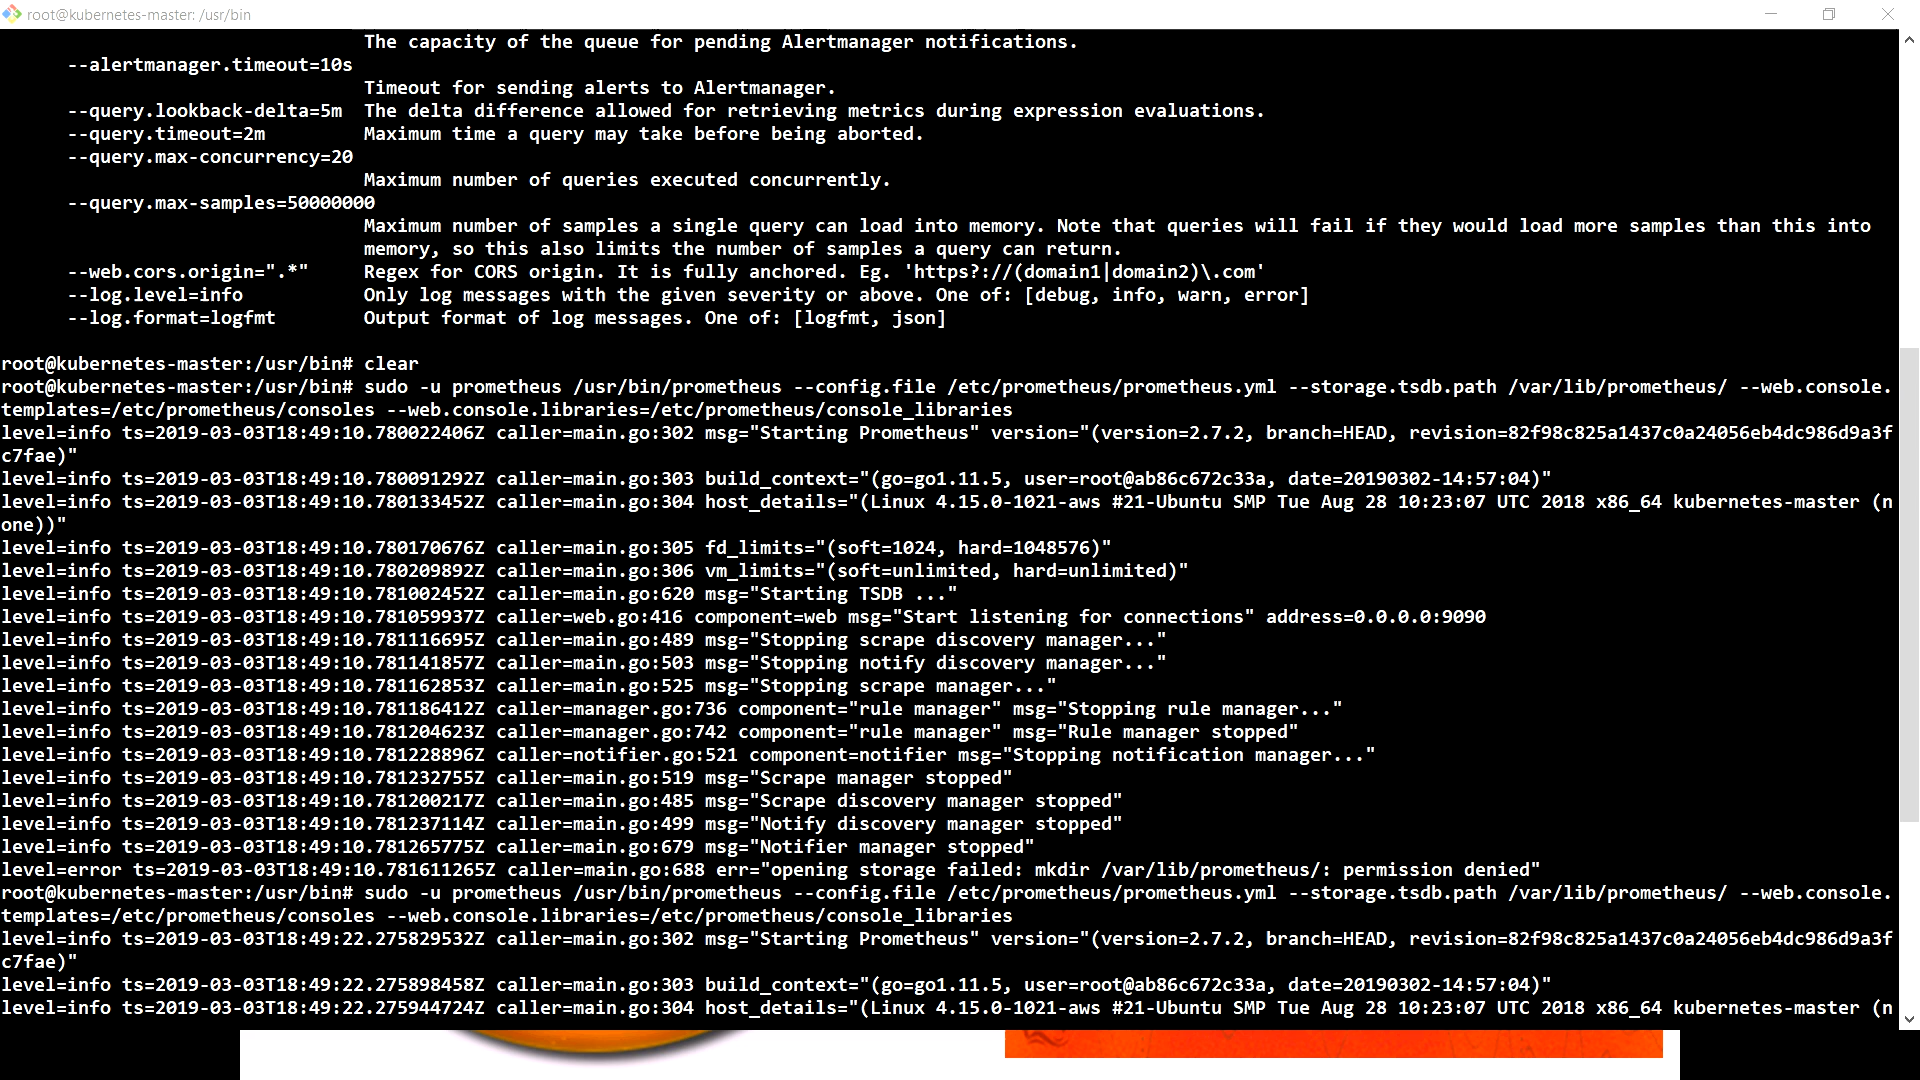 root@kubernetes-master: /usr/bin
The capacity of the queue for pending Alertmanager notifications.
--alertmanager.timeout=10s
Timeout for sending alerts to Alertmanager.
--query.lookback-delta=5m  The delta difference allowed for retrieving metrics during expression evaluations.
--query.timeout=2m         Maximum time a query may take before being aborted.
--query.max-concurrency=20
Maximum number of queries executed concurrently.
--query.max-samples=50000000
Maximum number of samples a single query can load into memory. Note that queries will fail if they would load more samples than this into
memory, so this also limits the number of samples a query can return.
--web.cors.origin=".*"     Regex for CORS origin. It is fully anchored. Eg. 'https?://(domain1|domain2)\.com'
--log.level=info           Only log messages with the given severity or above. One of: [debug, info, warn, error]
--log.format=logfmt        Output format of log messages. One of: [logfmt, json]
root@kubernetes-master:/usr/bin# clear
root@kubernetes-master:/usr/bin# sudo -u prometheus /usr/bin/prometheus --config.file /etc/prometheus/prometheus.yml --storage.tsdb.path /var/lib/prometheus/ --web.console.
templates=/etc/prometheus/consoles --web.console.libraries=/etc/prometheus/console_libraries
level=info ts=2019-03-03T18:49:10.780022406Z caller=main.go:302 msg="Starting Prometheus" version="(version=2.7.2, branch=HEAD, revision=82f98c825a1437c0a24056eb4dc986d9a3f
c7fae)"
level=info ts=2019-03-03T18:49:10.780091292Z caller=main.go:303 build_context="(go=go1.11.5, user=root@ab86c672c33a, date=20190302-14:57:04)"
level=info ts=2019-03-03T18:49:10.780133452Z caller=main.go:304 host_details="(Linux 4.15.0-1021-aws #21-Ubuntu SMP Tue Aug 28 10:23:07 UTC 2018 x86_64 kubernetes-master (n
one))"
level=info ts=2019-03-03T18:49:10.780170676Z caller=main.go:305 fd_limits="(soft=1024, hard=1048576)"
level=info ts=2019-03-03T18:49:10.780209892Z caller=main.go:306 vm_limits="(soft=unlimited, hard=unlimited)"
level=info ts=2019-03-03T18:49:10.781002452Z caller=main.go:620 msg="Starting TSDB ..."
level=info ts=2019-03-03T18:49:10.781059937Z caller=web.go:416 component=web msg="Start listening for connections" address=0.0.0.0:9090
level=info ts=2019-03-03T18:49:10.781116695Z caller=main.go:489 msg="Stopping scrape discovery manager..."
level=info ts=2019-03-03T18:49:10.781141857Z caller=main.go:503 msg="Stopping notify discovery manager..."
level=info ts=2019-03-03T18:49:10.781162853Z caller=main.go:525 msg="Stopping scrape manager..."
level=info ts=2019-03-03T18:49:10.781186412Z caller=manager.go:736 component="rule manager" msg="Stopping rule manager..."
level=info ts=2019-03-03T18:49:10.781204623Z caller=manager.go:742 component="rule manager" msg="Rule manager stopped"
level=info ts=2019-03-03T18:49:10.781228896Z caller=notifier.go:521 component=notifier msg="Stopping notification manager..."
level=info ts=2019-03-03T18:49:10.781232755Z caller=main.go:519 msg="Scrape manager stopped"
level=info ts=2019-03-03T18:49:10.781200217Z caller=main.go:485 msg="Scrape discovery manager stopped"
level=info ts=2019-03-03T18:49:10.781237114Z caller=main.go:499 msg="Notify discovery manager stopped"
level=info ts=2019-03-03T18:49:10.781265775Z caller=main.go:679 msg="Notifier manager stopped"
level=error ts=2019-03-03T18:49:10.781611265Z caller=main.go:688 err="opening storage failed: mkdir /var/lib/prometheus/: permission denied"
root@kubernetes-master:/usr/bin# sudo -u prometheus /usr/bin/prometheus --config.file /etc/prometheus/prometheus.yml --storage.tsdb.path /var/lib/prometheus/ --web.console.
templates=/etc/prometheus/consoles --web.console.libraries=/etc/prometheus/console_libraries
level=info ts=2019-03-03T18:49:22.275829532Z caller=main.go:302 msg="Starting Prometheus" version="(version=2.7.2, branch=HEAD, revision=82f98c825a1437c0a24056eb4dc986d9a3f
c7fae)"
level=info ts=2019-03-03T18:49:22.275898458Z caller=main.go:303 build_context="(go=go1.11.5, user=root@ab86c672c33a, date=20190302-14:57:04)"
level=info ts=2019-03-03T18:49:22.275944724Z caller=main.go:304 host_details="(Linux 4.15.0-1021-aws #21-Ubuntu SMP Tue Aug 28 10:23:07 UTC 2018 x86_64 kubernetes-master (n